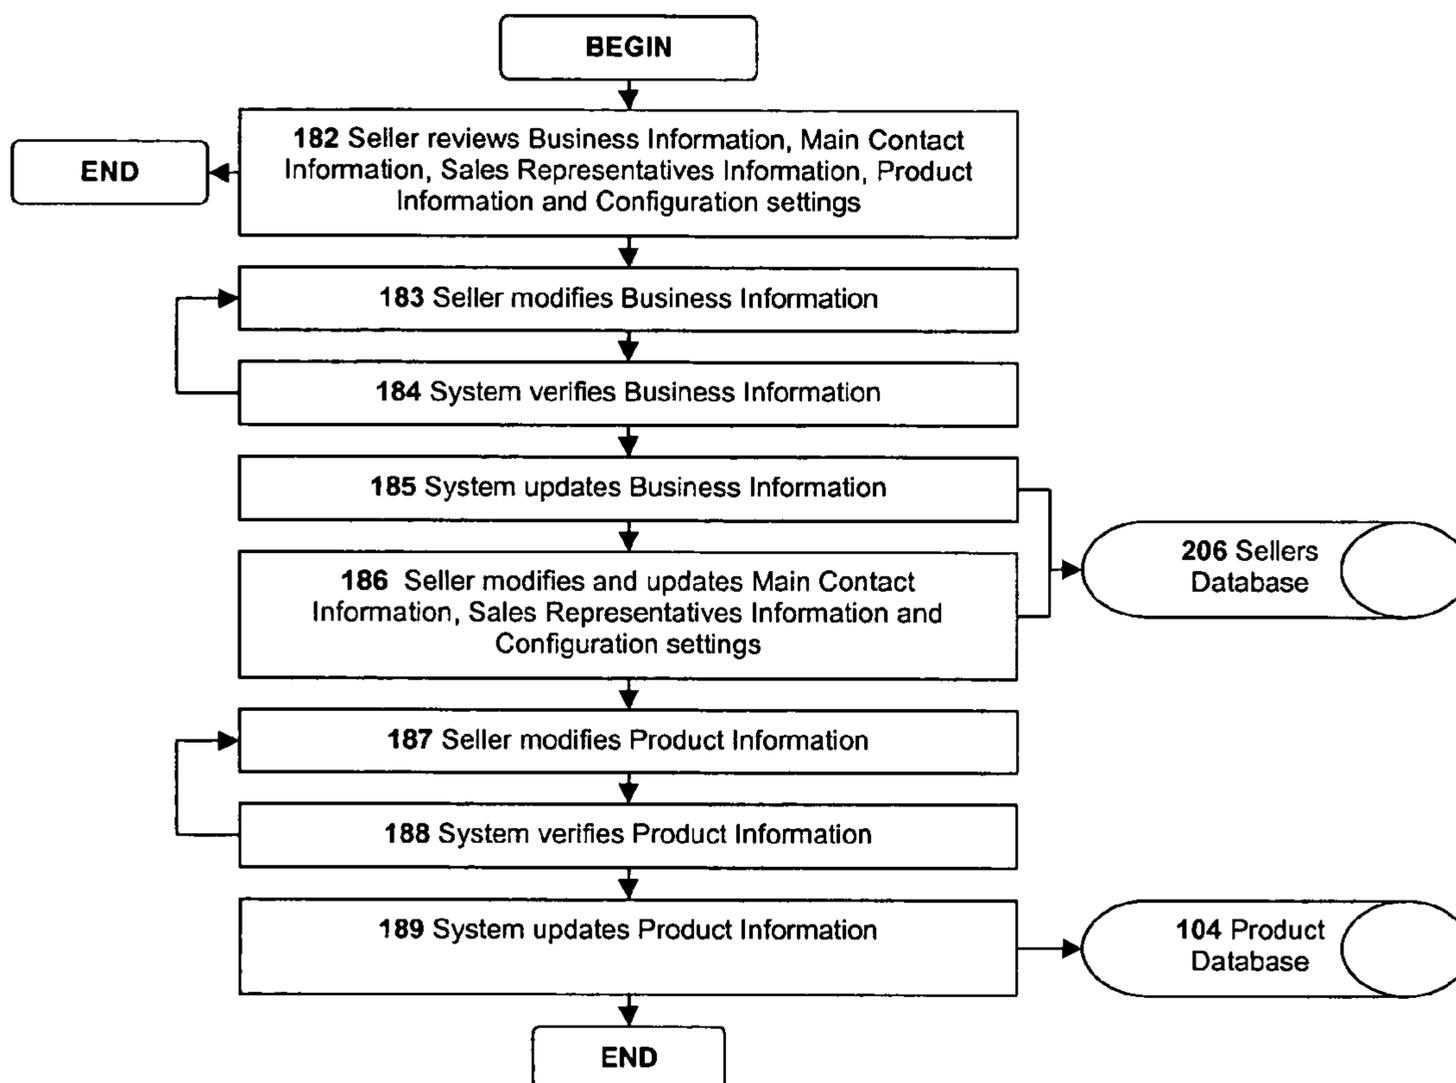 BEGIN
182 Seller reviews Business Information, Main Contact
Information, Sales Representatives Information, Product
Information and Configuration settings
END
183 Seller modifies Business Information
184 System verifies Business Information
185 System updates Business Information
206 Sellers
Database
186 Seller modifies and updates Main Contact
Information, Sales Representatives Information and
Configuration settings
187 Seller modifies Product Information
188 System verifies Product Information
189 System updates Product Information
104 Product
Database
END